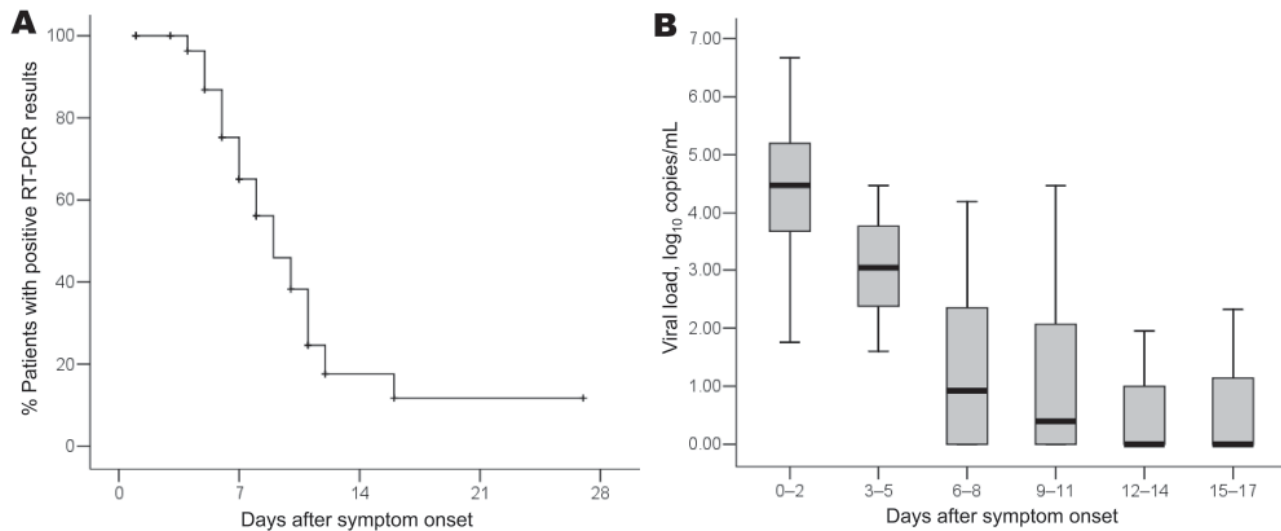 A
% Patients with positive RT-PCR results
100
80
60
40
20
0
0 7 14 21 28
Days after symptom onset
B
Viral load, log₁₀ copies/mL
7.00
6.00
5.00
4.00
3.00
2.00
1.00
0.00
0–2 3–5 6–8 9–11 12–14 15–17
Days after symptom onset